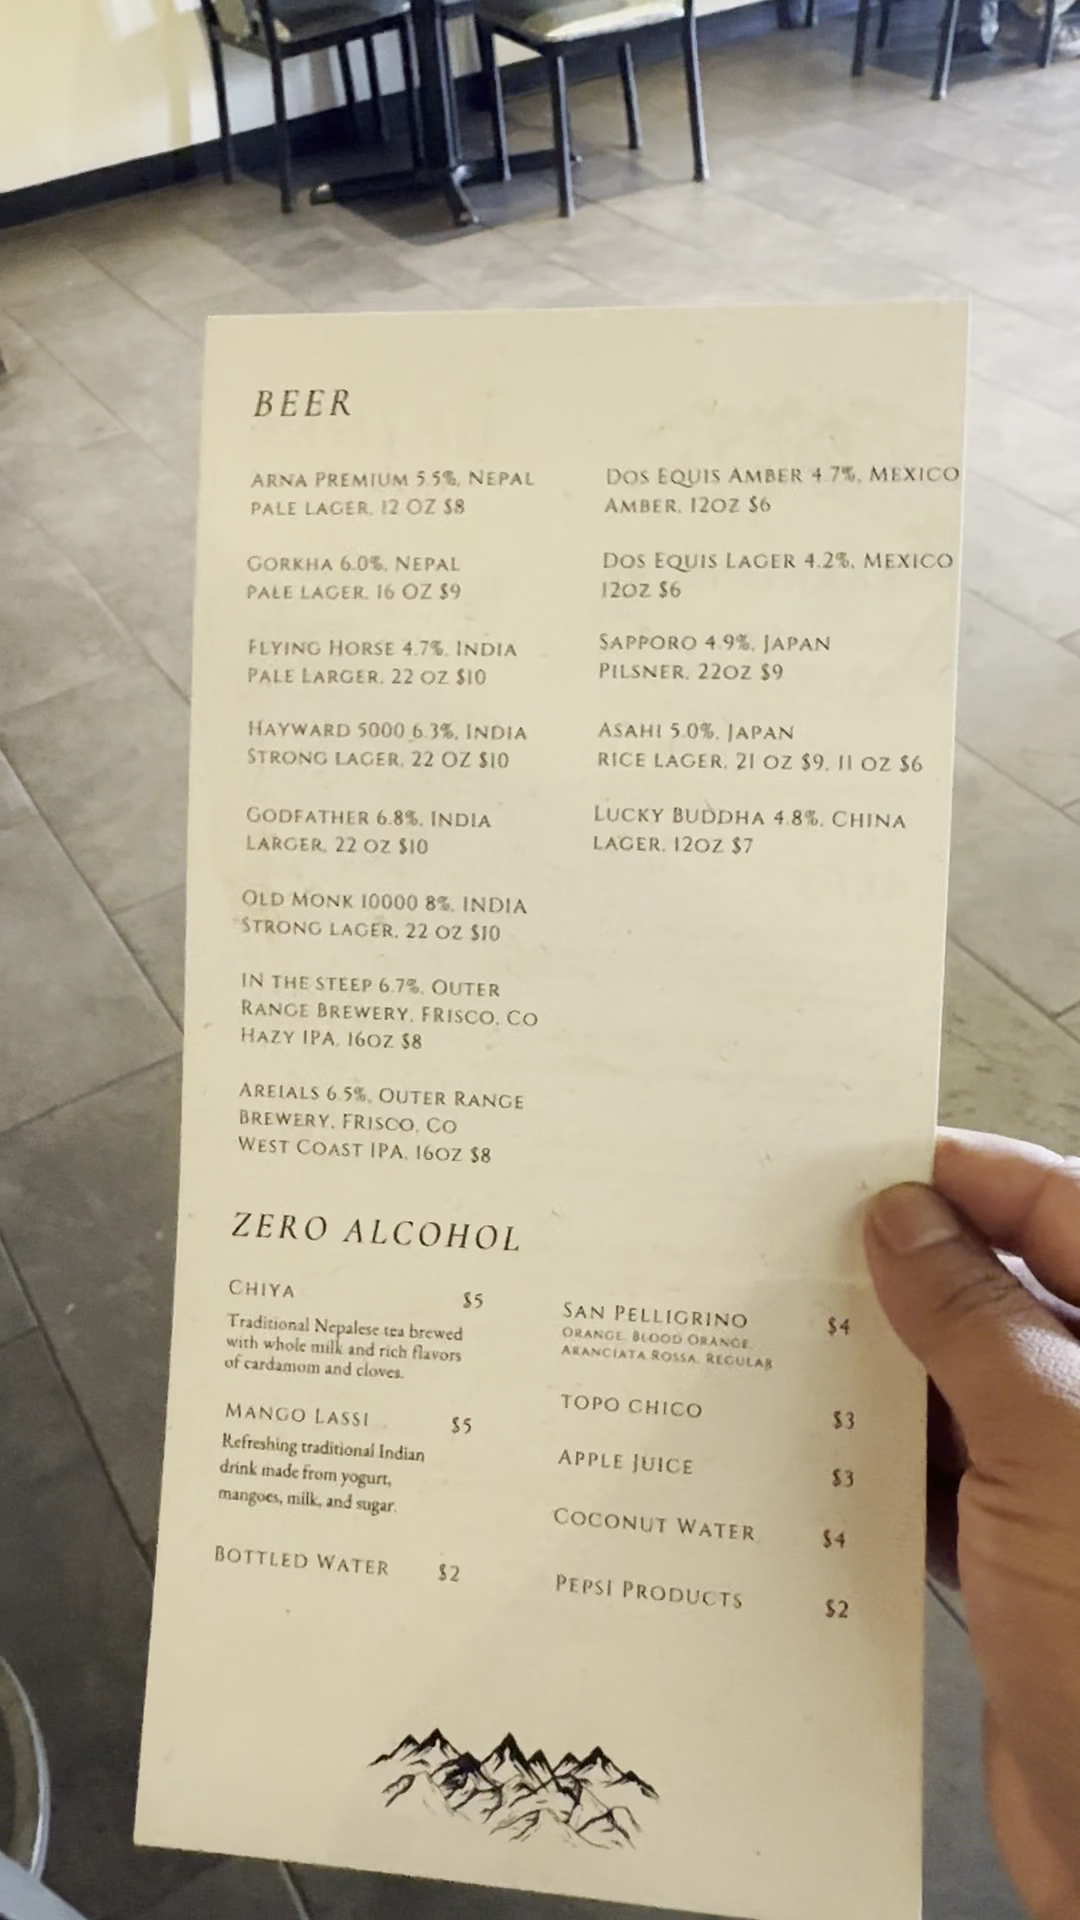 BEER
ARNA PREMIUM 5.5%, NEPAL
PALE LAGER, 12 OZ $8
GORKHA 6.0%, NEPAL
PALE LAGER, 16 OZ $9
FLYING HORSE 4.7%, INDIA
PALE LARGER, 22 OZ $10
HAYWARD 5000 6.3%, INDIA
STRONG LAGER, 22 OZ $10
GODFATHER 6.8%, INDIA
LARGER, 22 OZ $10
OLD MONK 10000 8%, INDIA
STRONG LAGER, 22 OZ $10
IN THE STEEP 6.7%, OUTER
RANGE BREWERY, FRISCO, CO
HAZY IPA, 16OZ $8
AREIALS 6.5%, OUTER RANGE
BREWERY, FRISCO, CO
WEST COAST IPA, 16OZ $8
DOS EQUIS AMBER 4.7%, MEXICO
AMBER, 12OZ $6
DOS EQUIS LAGER 4.2%, MEXICO
12OZ $6
SAPPORO 4.9%, JAPAN
PILSNER, 22OZ $9
ASAHI 5.0%, JAPAN
RICE LAGER, 21 OZ $9, 11 OZ $6
LUCKY BUDDHA 4.8%, CHINA
LAGER, 12OZ $7
ZERO ALCOHOL
CHIYA $5
Traditional Nepalese tea brewed
with whole milk and rich flavors
of cardamom and cloves.
MANGO LASSI $5
Refreshing traditional Indian
drink made from yogurt,
mangoes, milk, and sugar.
BOTTLED WATER $2
SAN PELLIGRINO $4
ORANGE, BLOOD ORANGE,
ARANCIATA ROSSA, REGULAR
TOPO CHICO $3
APPLE JUICE $3
COCONUT WATER $4
PEPSI PRODUCTS $2